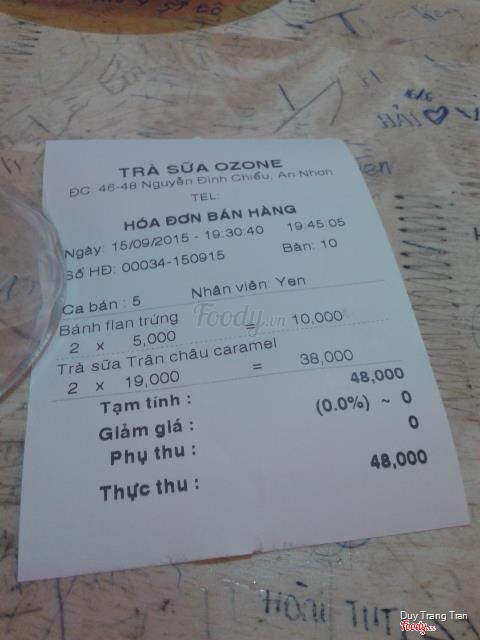 TRÀ SỮA OZONE
ĐC: 46-48 Nguyễn Đình Chiểu, An Nhơn
TEL:
HÓA ĐƠN BÁN HÀNG
Ngày: 15/09/2015 - 19:30:40 19:45:05
Số HĐ: 00034-150915 Bàn: 10
Ca bán : 5 Nhân viên: Yen
Bánh flan trứng
2 x 5,000 = 10,000
Foody.vn
Trà sữa Trân châu caramel
2 x 19,000 = 38,000
Tạm tính : 48,000
Giảm giá : (0.0%) ~ 0
Phụ thu : 0
Thực thu : 48,000
HOÀI
Duy Trang Tran
Foody.vn